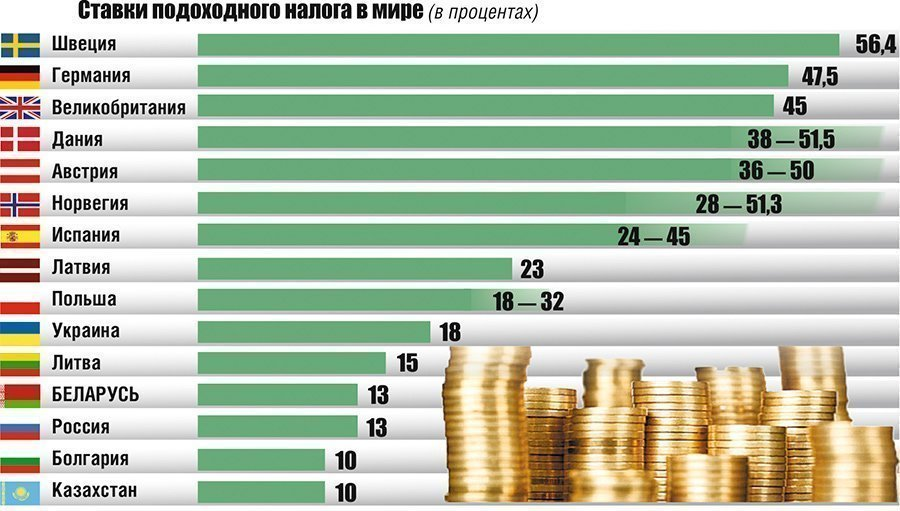 Ставки подоходного налога в мире (в процентах)
Швеция 56,4
Германия 47,5
Великобритания 45
Дания 38 — 51,5
Австрия 36 — 50
Норвегия 28 — 51,3
Испания 24 — 45
Латвия 23
Польша 18 — 32
Украина 18
Литва 15
БЕЛАРУСЬ 13
Россия 13
Болгария 10
Казахстан 10